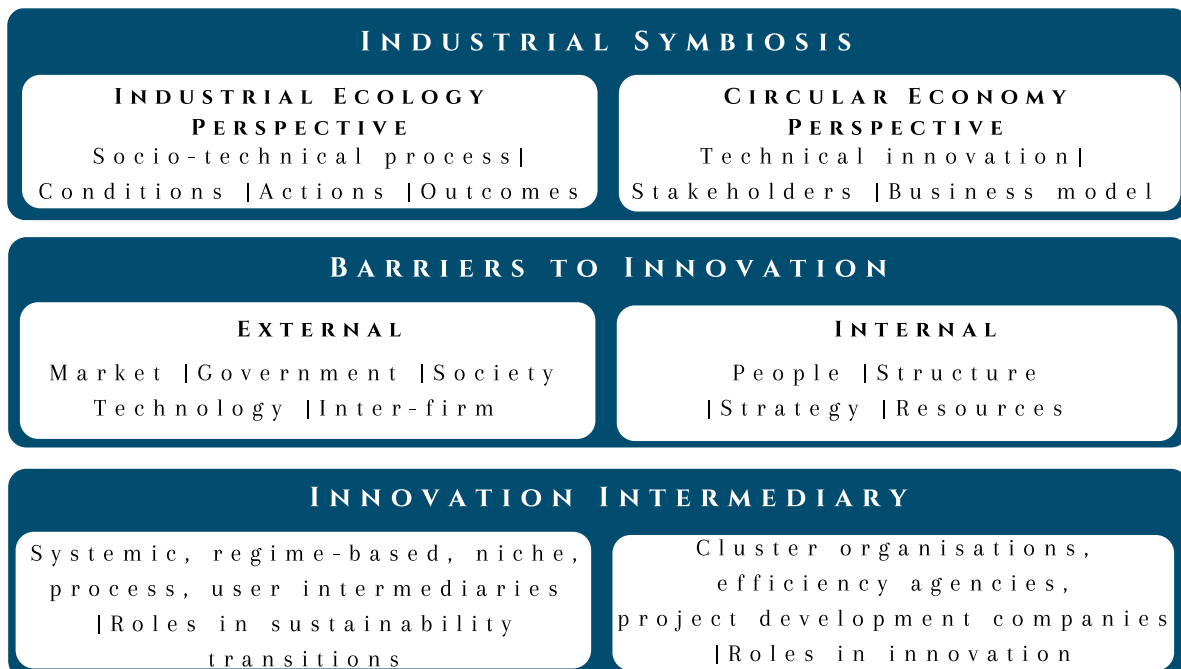 Industrial Symbiosis
Industrial Ecology
Perspective
Socio-technical process|
Conditions |Actions |Outcomes
Circular Economy
Perspective
Technical innovation|
Stakeholders |Business model
Barriers to Innovation
External
Market |Government |Society
Technology |Inter-firm
Internal
People |Structure
|Strategy |Resources
Innovation Intermediary
Systemic, regime-based, niche,
process, user intermediaries
|Roles in sustainability
transitions
Cluster organisations,
efficiency agencies,
project development companies
|Roles in innovation